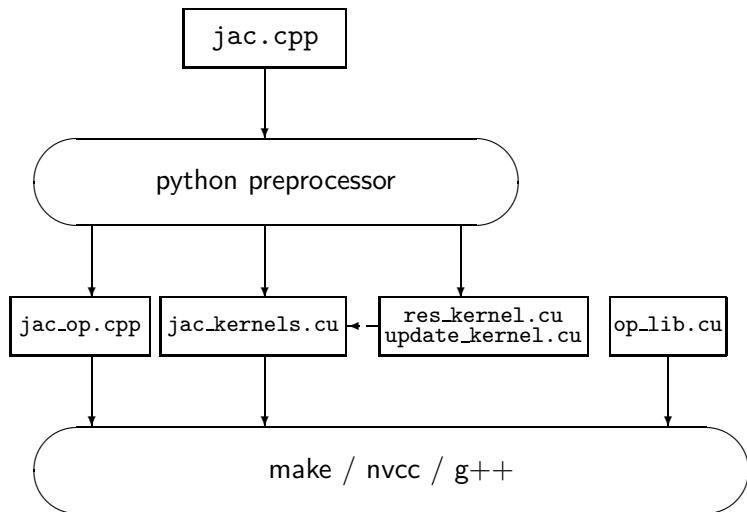 jac.cpp
python preprocessor
jac_op.cpp
jac_kernels.cu
res_kernel.cu
update_kernel.cu
op_lib.cu
make / nvcc / g++